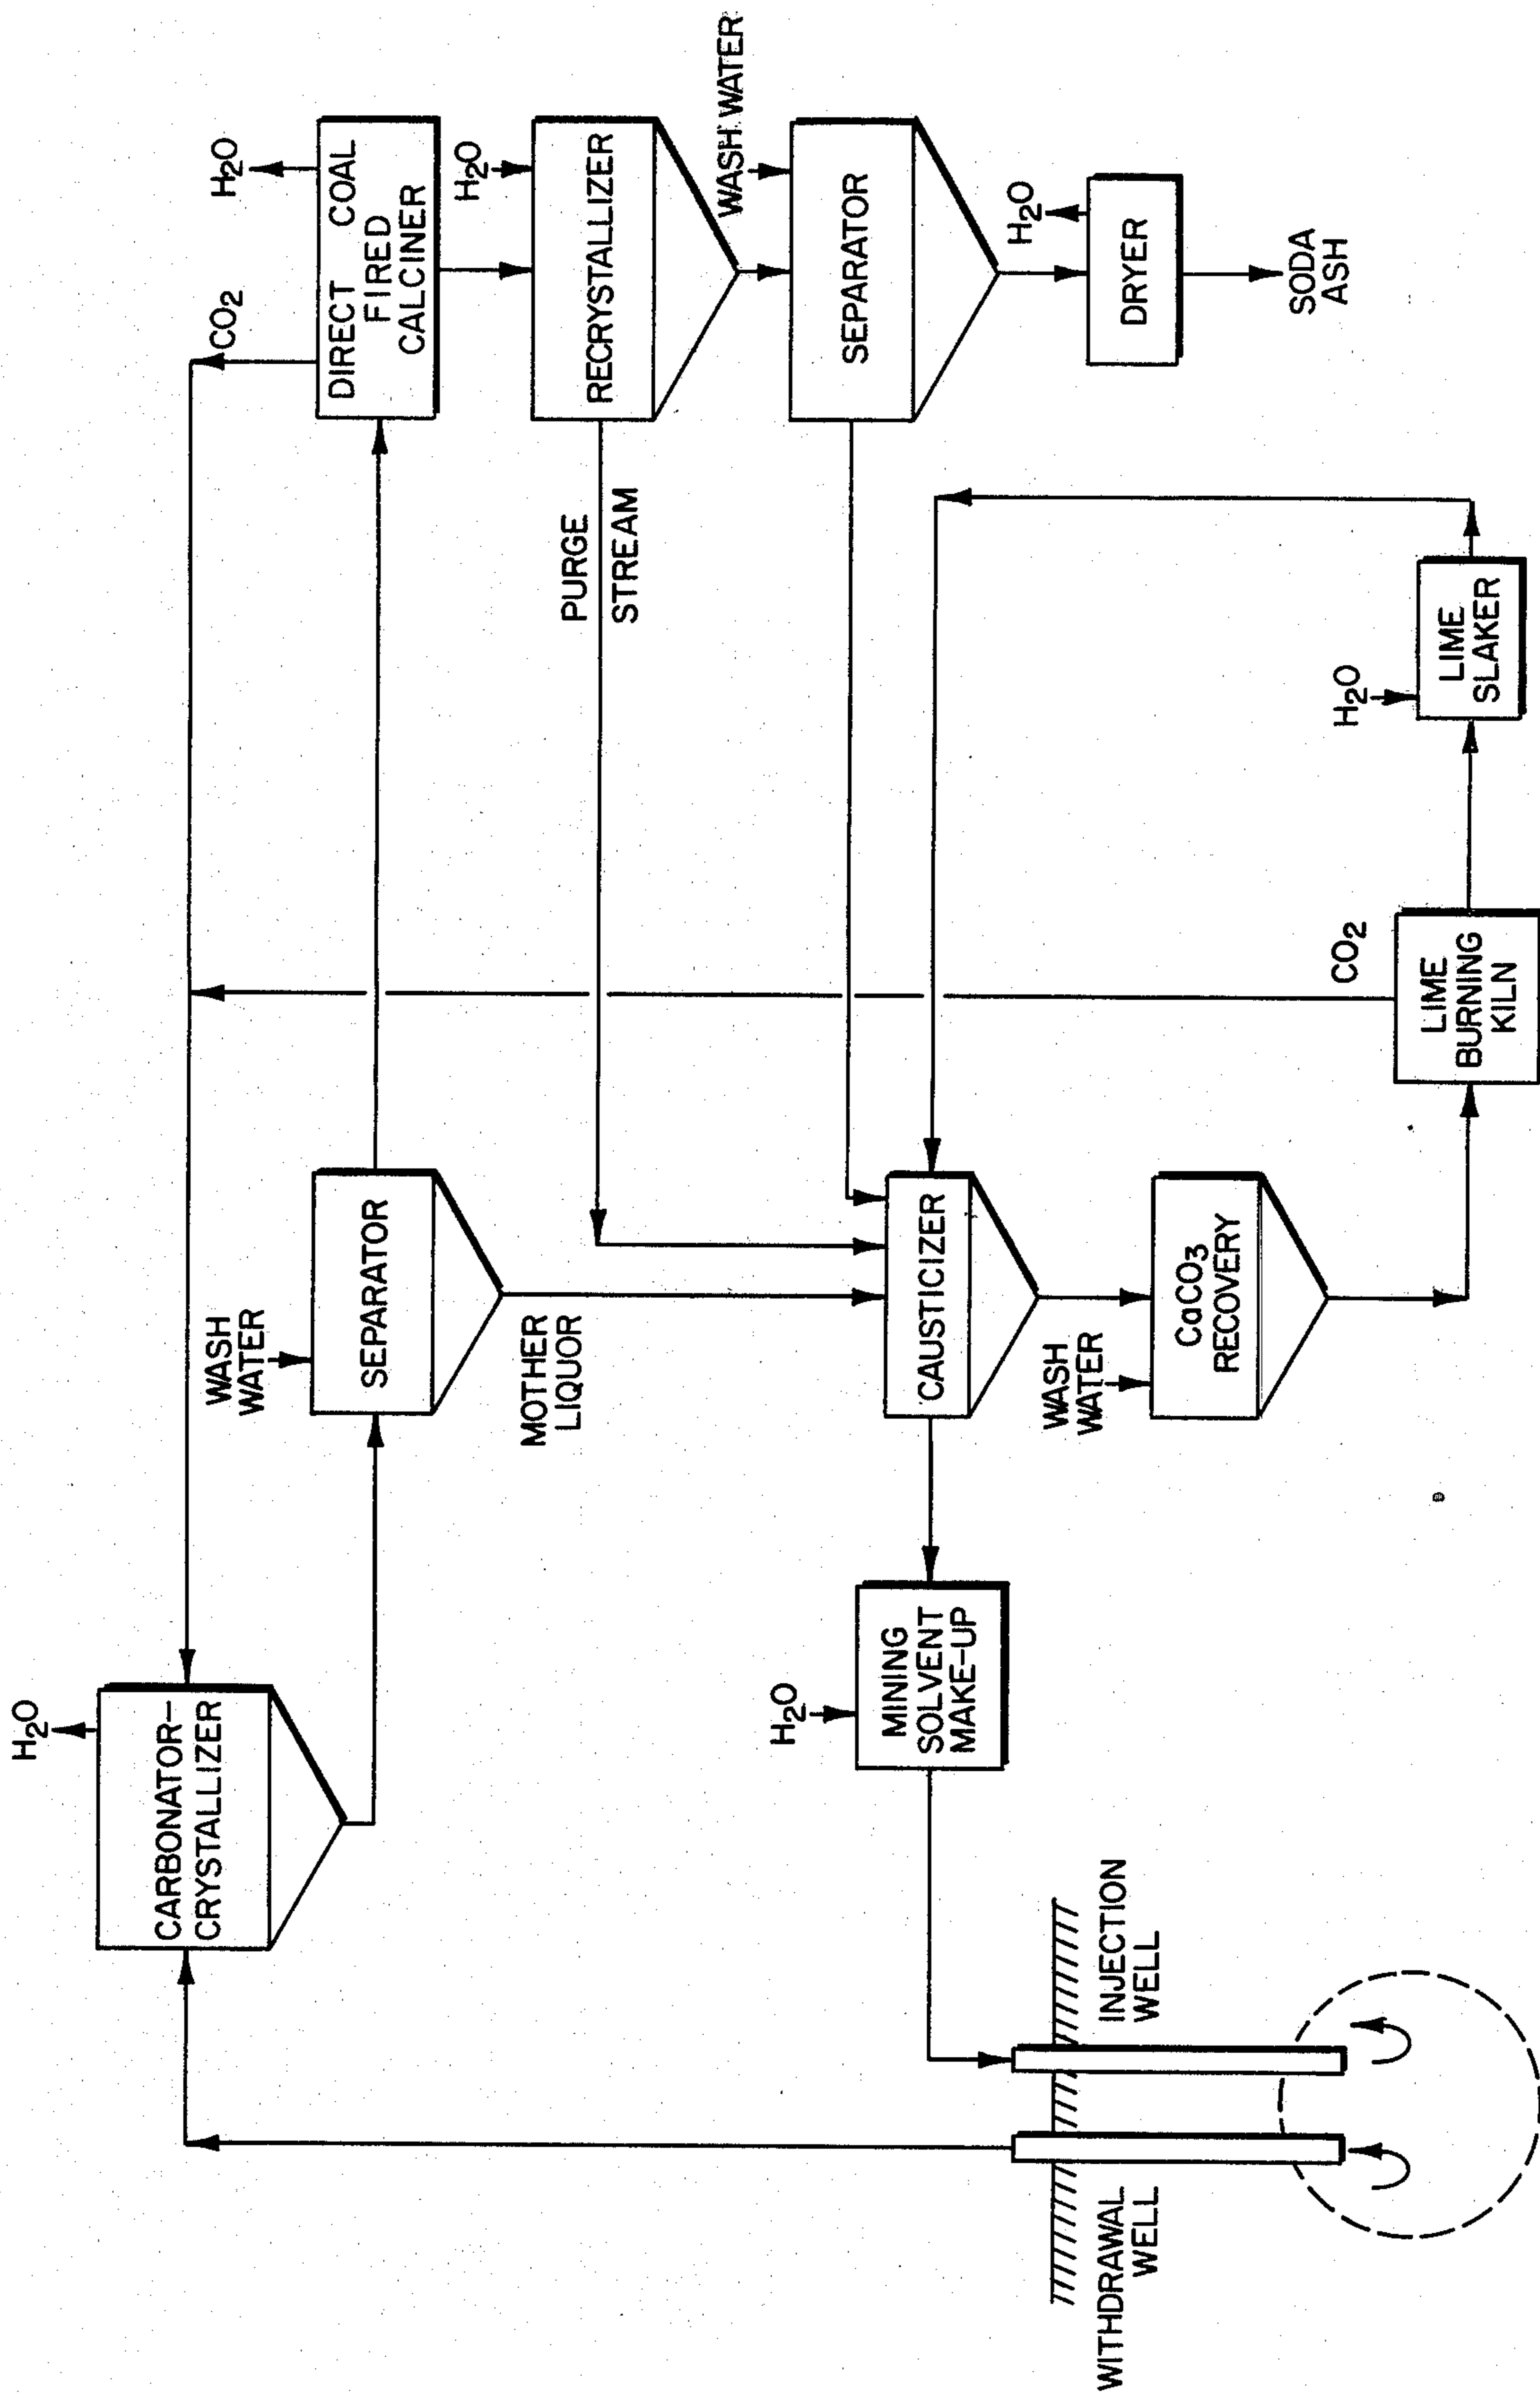 H2O
CARBONATOR-
CRYSTALLIZER
WASH
WATER
SEPARATOR
MOTHER
LIQUOR
CO2
H2O
DIRECT COAL
FIRED
CALCINER
H2O
RECRYSTALLIZER
PURGE
STREAM
WASH WATER
SEPARATOR
H2O
DRYER
SODA
ASH
H2O
MINING
SOLVENT
MAKE-UP
CAUSTICIZER
WASH
WATER
CaCO3
RECOVERY
CO2
LIME
BURNING
KILN
H2O
LIME
SLAKER
WITHDRAWAL
WELL
INJECTION
WELL